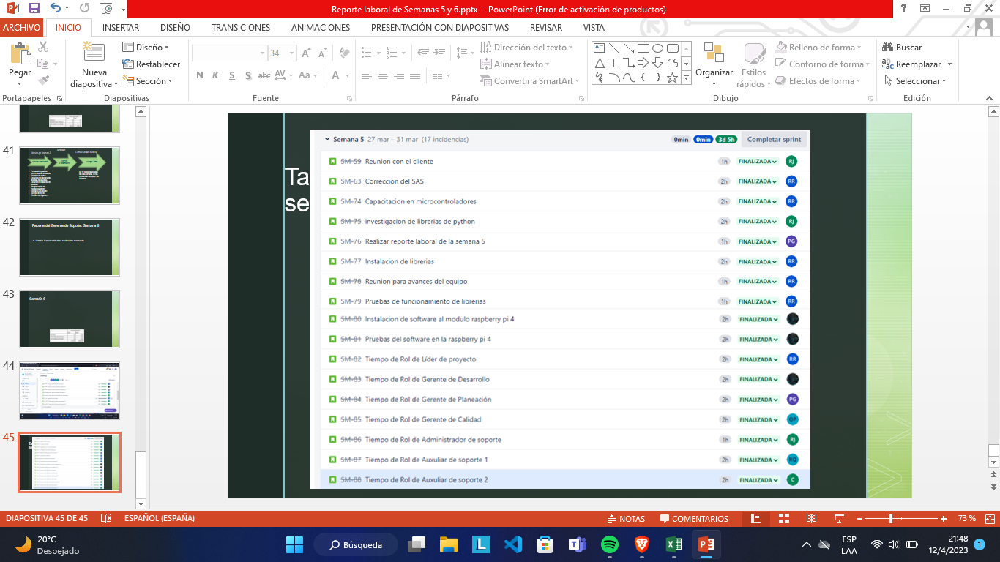 Reporte laboral de Semanas 5 y 6.pptx - PowerPoint (Error de activación de productos)
ARCHIVO INICIO INSERTAR DISEÑO TRANSICIONES ANIMACIONES PRESENTACIÓN CON DIAPOSITIVAS REVISAR VISTA
Pegar
Nueva diapositiva
Diseño
Restablecer
Sección
34
N K S S abc AV Aa A
Dirección del texto
Alinear texto
Convertir a SmartArt
Organizar
Estilos rápidos
Relleno de forma
Contorno de forma
Efectos de forma
Buscar
Reemplazar
Seleccionar
Portapapeles Diapositivas Fuente Párrafo Dibujo Edición
41
42
Reparte del Gerente de Soporte. Semana 6
43
Semana 6
44
45
Ta
se
Semana 5 27 mar – 31 mar (17 incidencias) 0min 0min 3d 5h Completar sprint
SM-59 Reunion con el cliente 1h FINALIZADA RJ
SM-63 Correccion del SAS 2h FINALIZADA RR
SM-74 Capacitacion en microcontroladores 2h FINALIZADA RR
SM-75 investigacion de librerias de python 2h FINALIZADA RJ
SM-76 Realizar reporte laboral de la semana 5 1h FINALIZADA PG
SM-77 Instalacion de librerias 2h FINALIZADA RR
SM-78 Reunion para avances del equipo 1h FINALIZADA RR
SM-79 Pruebas de funcionamiento de librerias 1h FINALIZADA RR
SM-80 Instalacion de software al modulo raspberry pi 4 2h FINALIZADA
SM-81 Pruebas del software en la raspberry pi 4 2h FINALIZADA
SM-82 Tiempo de Rol de Líder de proyecto 2h FINALIZADA RR
SM-83 Tiempo de Rol de Gerente de Desarrollo 2h FINALIZADA
SM-84 Tiempo de Rol de Gerente de Planeación 2h FINALIZADA PG
SM-85 Tiempo de Rol de Gerente de Calidad 2h FINALIZADA OP
SM-86 Tiempo de Rol de Administrador de soporte 1h FINALIZADA RJ
SM-87 Tiempo de Rol de Auxuliar de soporte 1 2h FINALIZADA RQ
SM-88 Tiempo de Rol de Auxuliar de soporte 2 2h FINALIZADA C
DIAPOSITIVA 45 DE 45 ESPAÑOL (ESPAÑA) NOTAS COMENTARIOS 73 %
20°C
Despejado
Búsqueda
ESP
LAA
21:48
12/4/2023
1